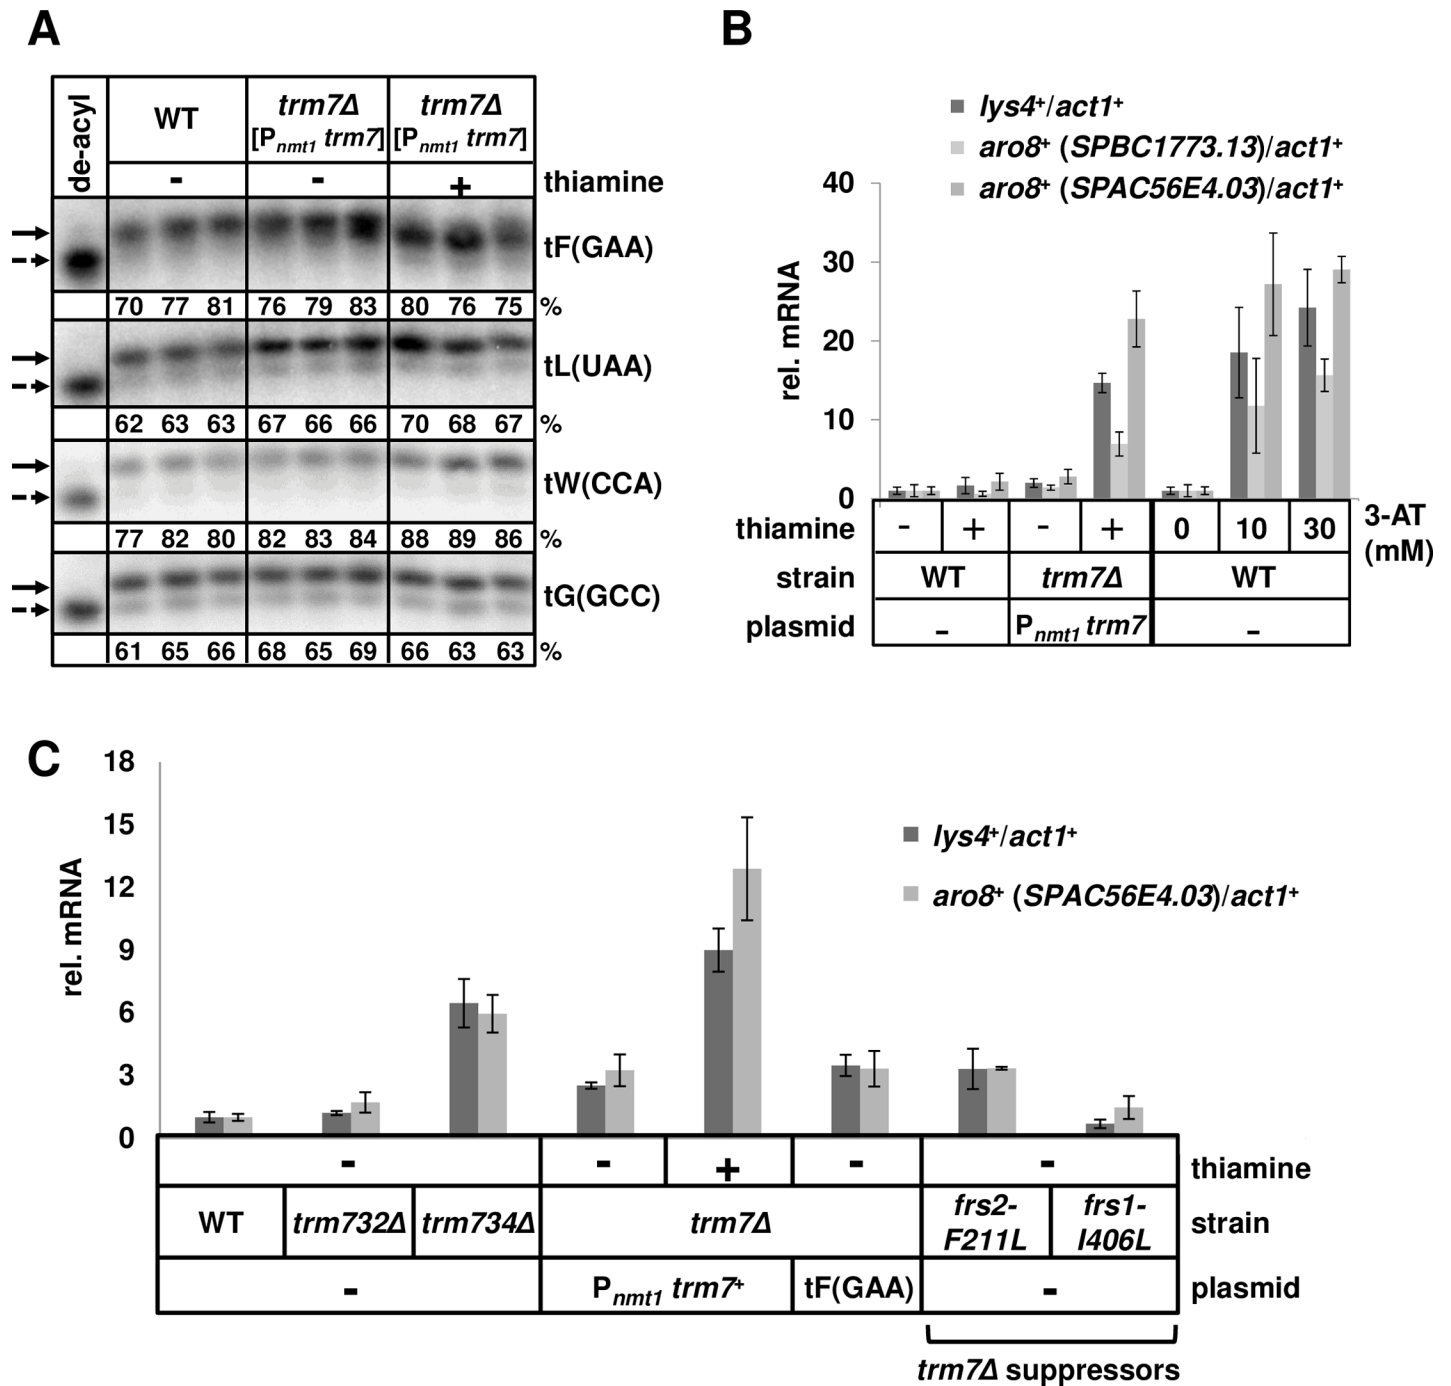 A
de-acyl
WT
trm7Δ
[Pnmt1 trm7]
trm7Δ
[Pnmt1 trm7]
- - + thiamine
tF(GAA)
70 77 81 76 79 83 80 76 75 %
tL(UAA)
62 63 63 67 66 66 70 68 67 %
tW(CCA)
77 82 80 82 83 84 88 89 86 %
tG(GCC)
61 65 66 68 65 69 66 63 63 %
B
lys4+/act1+
aro8+ (SPBC1773.13)/act1+
aro8+ (SPAC56E4.03)/act1+
rel. mRNA
40
30
20
10
0
thiamine - + - + 0 10 30 3-AT (mM)
strain WT trm7Δ WT
plasmid - Pnmt1 trm7 -
C
lys4+/act1+
aro8+ (SPAC56E4.03)/act1+
rel. mRNA
18
15
12
9
6
3
0
- - + - - thiamine
WT trm732Δ trm734Δ trm7Δ frs2-F211L frs1-I406L strain
- Pnmt1 trm7+ tF(GAA) - plasmid
trm7Δ suppressors